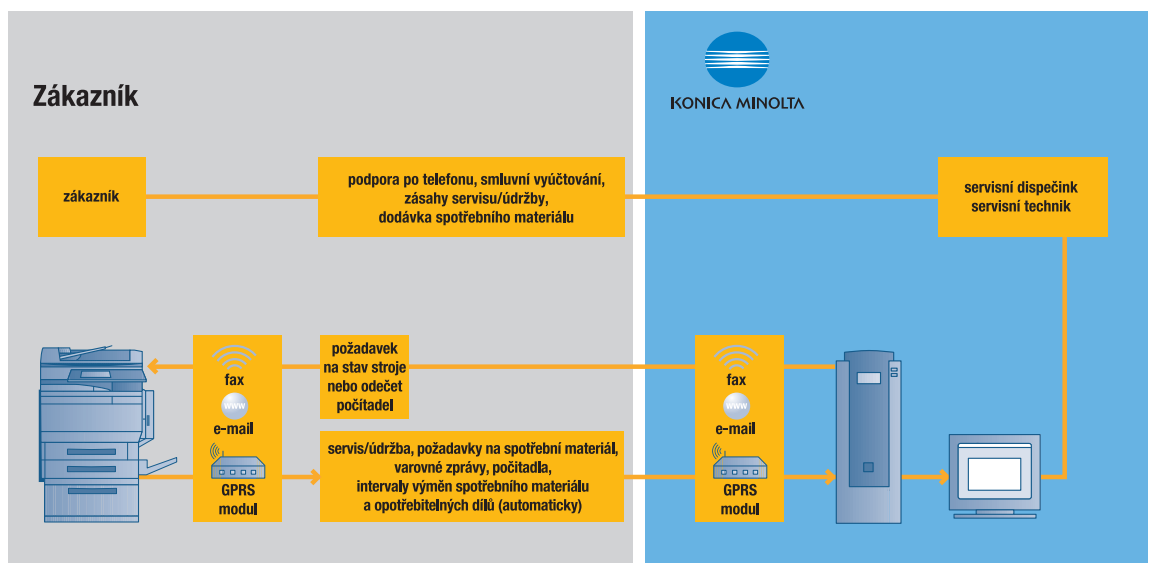 Zákazník
KONICA MINOLTA
zákazník
podpora po telefonu, smluvní vyúčtování,
zásahy servisu/údržby,
dodávka spotřebního materiálu
servisní dispečink
servisní technik
fax
www
e-mail
GPRS
modul
požadavek
na stav stroje
nebo odečet
počítadel
servis/údržba, požadavky na spotřební materiál,
varovné zprávy, počítadla,
intervaly výměn spotřebního materiálu
a opotřebitelných dílů (automaticky)
fax
www
e-mail
GPRS
modul